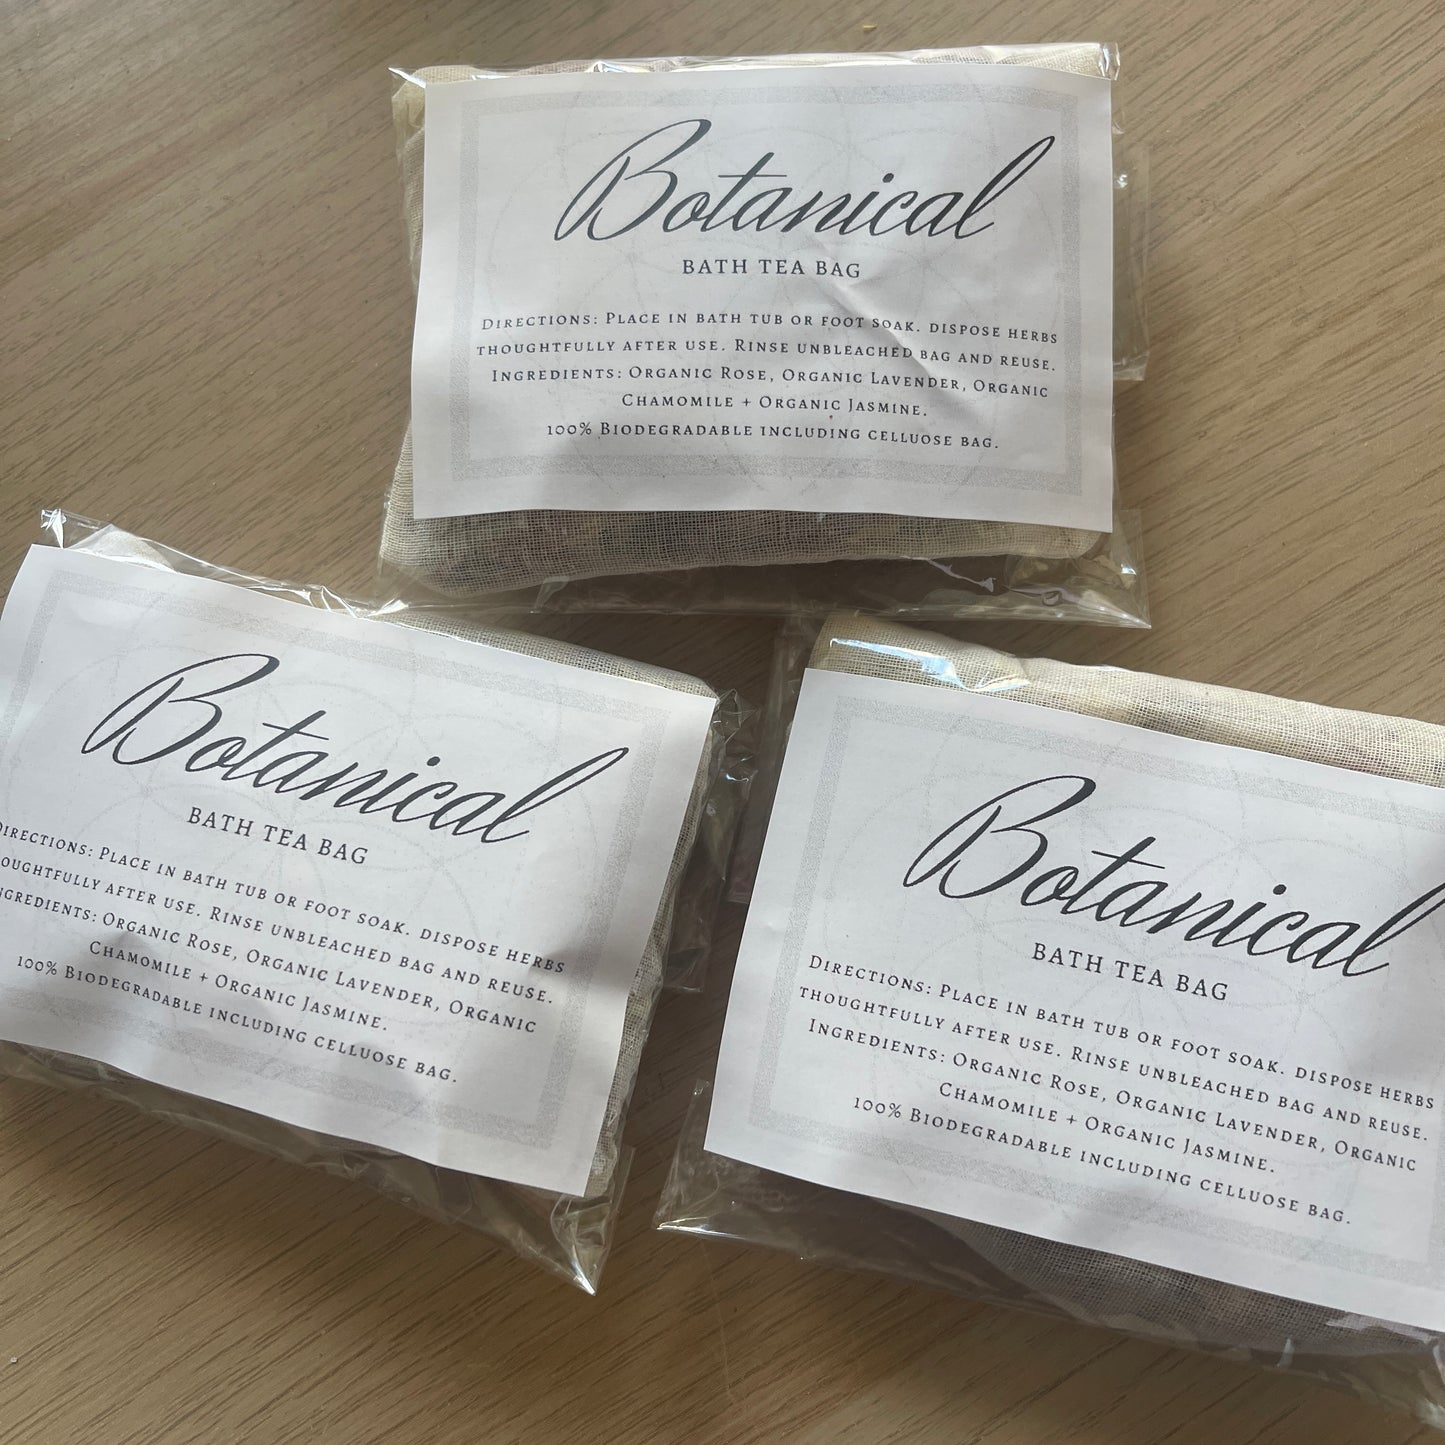 Botanical
BATH TEA BAG
DIRECTIONS: PLACE IN BATH TUB OR FOOT SOAK. DISPOSE HERBS
THOUGHTFULLY AFTER USE. RINSE UNBLEACHED BAG AND REUSE.
INGREDIENTS: ORGANIC ROSE, ORGANIC LAVENDER, ORGANIC
CHAMOMILE + ORGANIC JASMINE.
100% BIODEGRADABLE INCLUDING CELLUOSE BAG.
Botanical
BATH TEA BAG
DIRECTIONS: PLACE IN BATH TUB OR FOOT SOAK. DISPOSE HERBS
OUGHTFULLY AFTER USE. RINSE UNBLEACHED BAG AND REUSE.
NGREDIENTS: ORGANIC ROSE, ORGANIC LAVENDER, ORGANIC
CHAMOMILE + ORGANIC JASMINE.
100% BIODEGRADABLE INCLUDING CELLUOSE BAG.
Botanical
BATH TEA BAG
DIRECTIONS: PLACE IN BATH TUB OR FOOT SOAK. DISPOSE HERBS
THOUGHTFULLY AFTER USE. RINSE UNBLEACHED BAG AND REUSE.
INGREDIENTS: ORGANIC ROSE, ORGANIC LAVENDER, ORGANIC
CHAMOMILE + ORGANIC JASMINE.
100% BIODEGRADABLE INCLUDING CELLUOSE BAG.